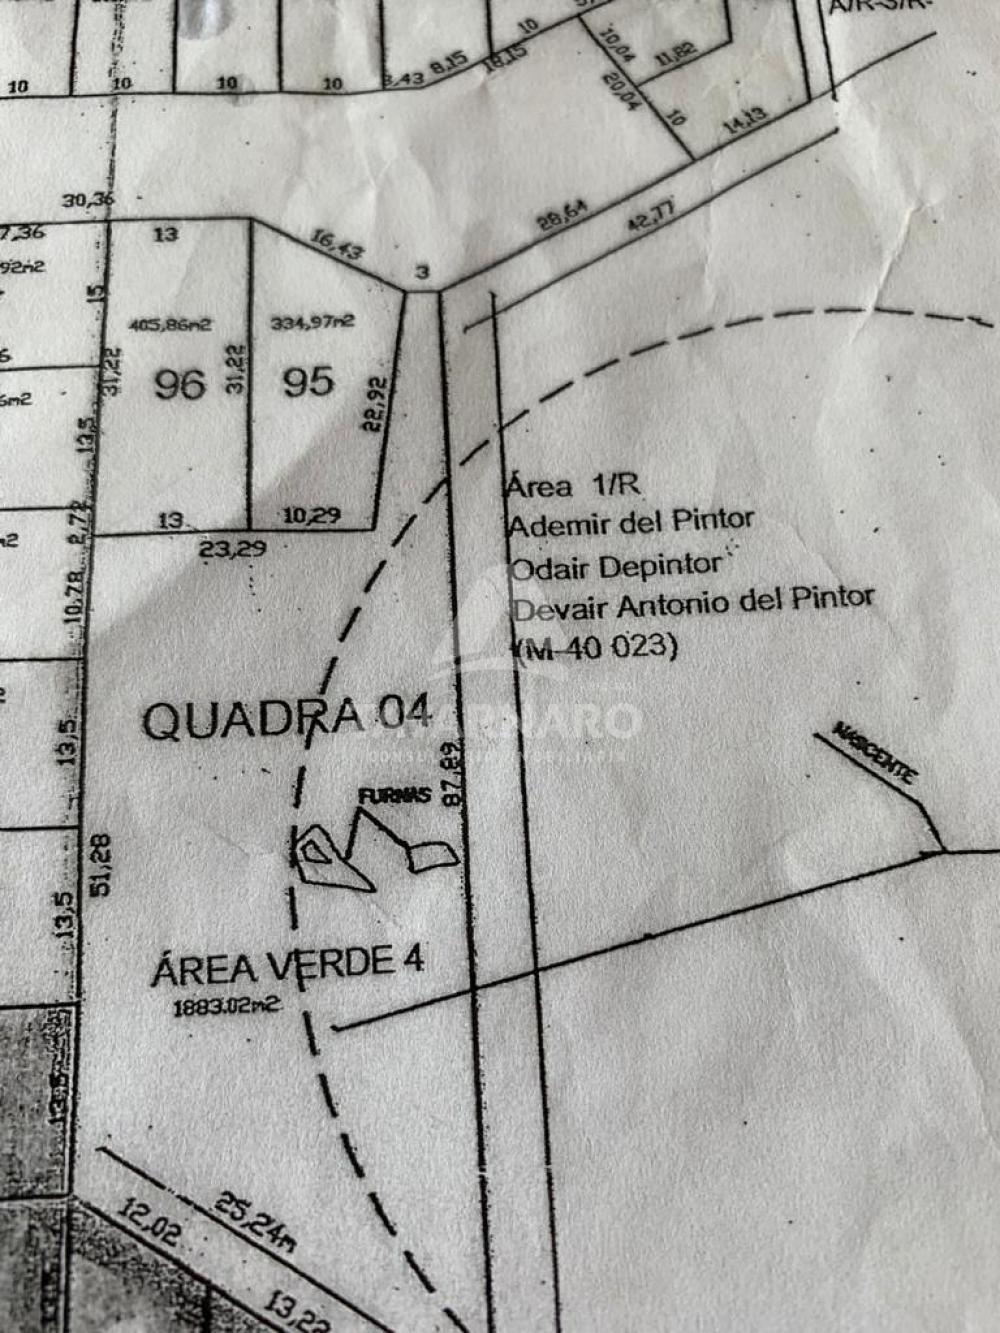 A/R-3/R-
10
10
10
10
3,43
8,15
10
18,15
10,04
20,04
11,82
10
14,13
30,36
7,36
13
16,43
3
28,64
42,77
92m2
15
405,86m2
334,97m2
31,22
96
31,22
95
22,92
13,5
2,72
13
10,29
23,29
10,78
Área 1/R
Ademir del Pintor
Odair Depintor
Devair Antonio del Pintor
(M-40 023)
QUADRA 04
13,5
87,89
NASCENTE
FURNAS
51,28
13,5
ÁREA VERDE 4
1883.02m2
13,5
25,24m
12,02
13,22